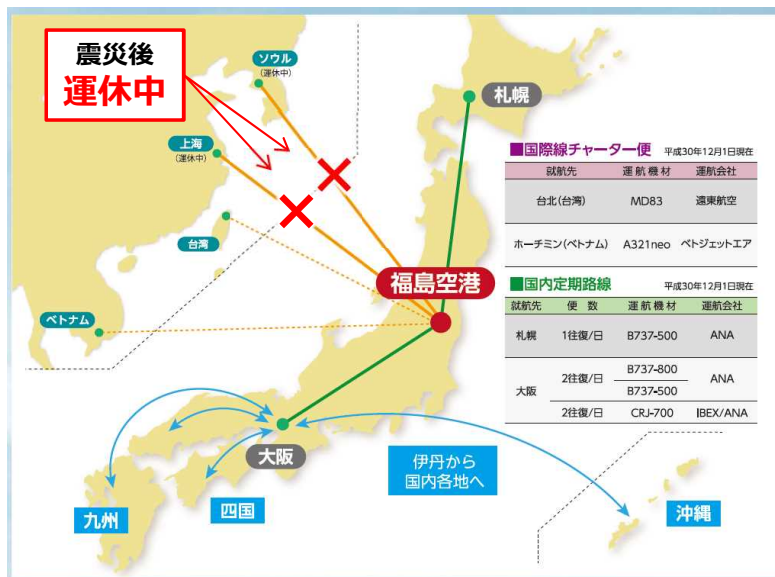 震災後
運休中
ソウル
(運休中)
上海
(運休中)
台湾
ベトナム
札幌
福島空港
大阪
九州
四国
伊丹から
国内各地へ
沖縄
■国際線チャーター便 平成30年12月1日現在
就航先 運航機材 運航会社
台北(台湾) MD83 遠東航空
ホーチミン(ベトナム) A321neo ベトジェットエア
■国内定期路線 平成30年12月1日現在
就航先 便 数 運航機材 運航会社
札幌 1往復/日 B737-500 ANA
大阪 2往復/日 B737-800 ANA
B737-500
2往復/日 CRJ-700 IBEX/ANA